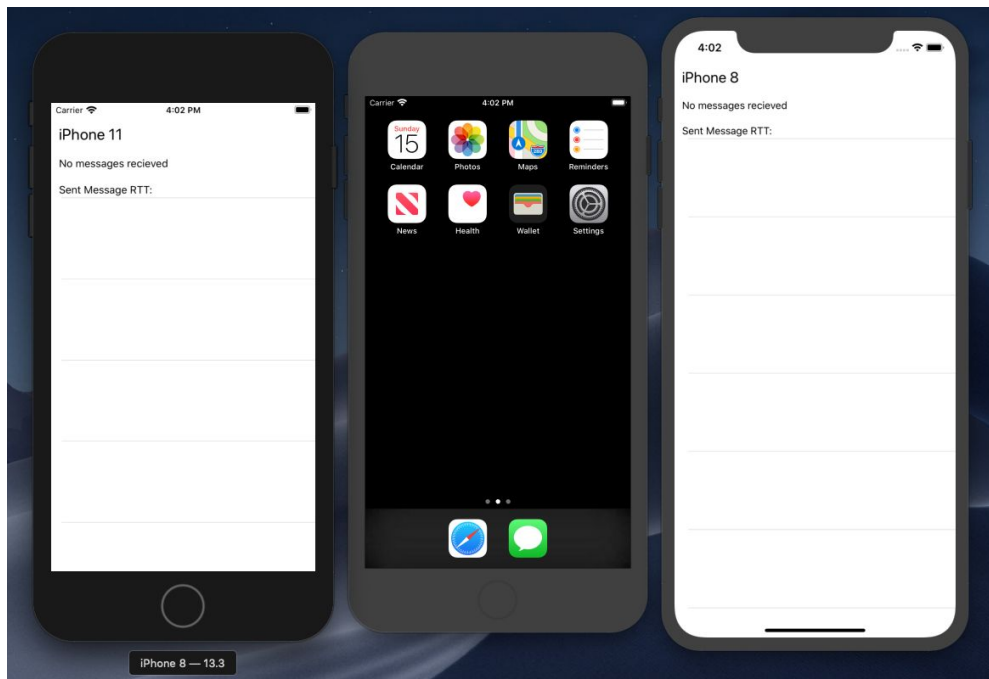 Carrier 4:02 PM
iPhone 11
No messages recieved
Sent Message RTT:
iPhone 8 — 13.3
Carrier 4:02 PM
Sunday
15
Calendar Photos Maps Reminders
News Health Wallet Settings
4:02
iPhone 8
No messages recieved
Sent Message RTT: